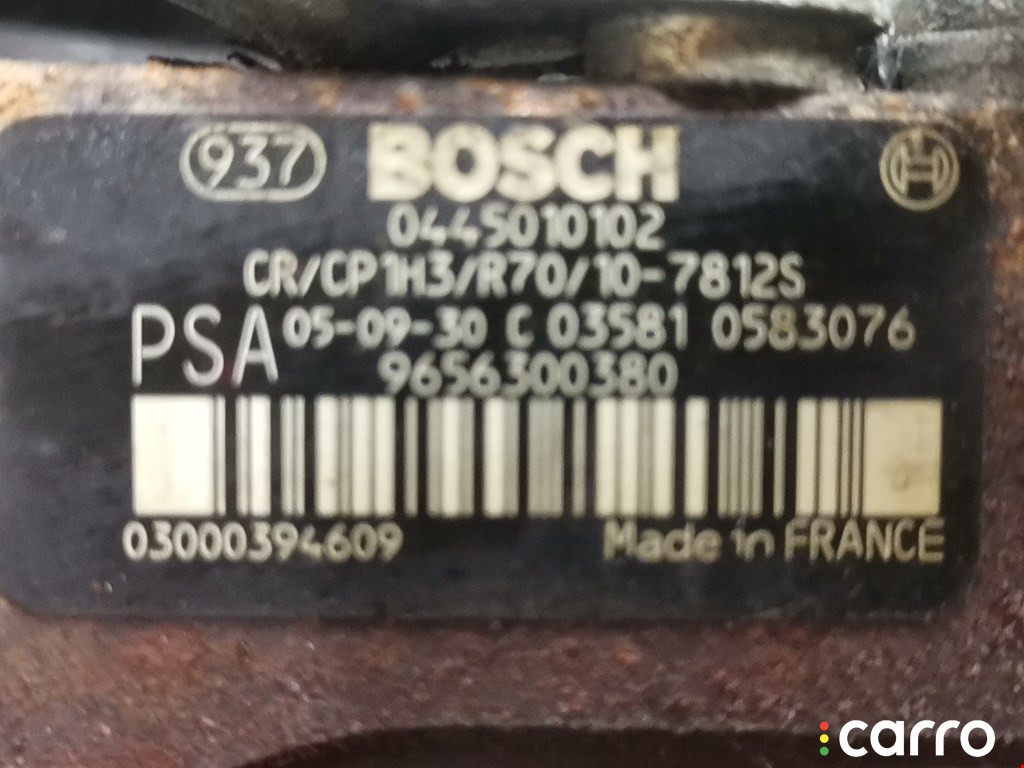 937 BOSCH
0445010102
CR/CP1H3/R70/10-7812S
PSA 05-09-30 C 03581 0583076
9656300380
03000394609 Made in FRANCE
carro